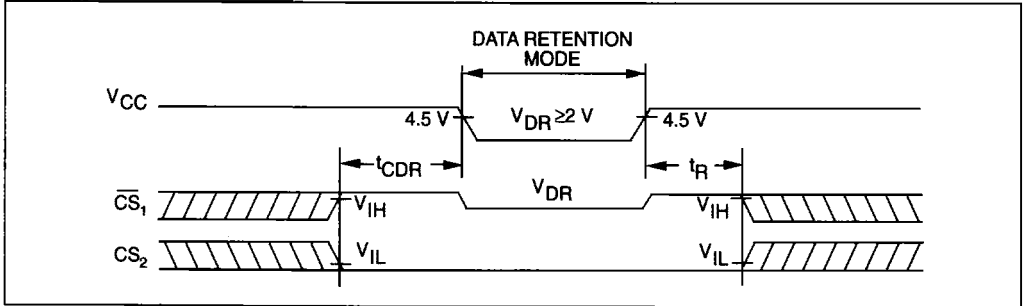 DATA RETENTION
MODE
VCC
4.5 V
VDR ≥2 V
4.5 V
tCDR
tR
CS1
VIH
VDR
VIH
CS2
VIL
VIL